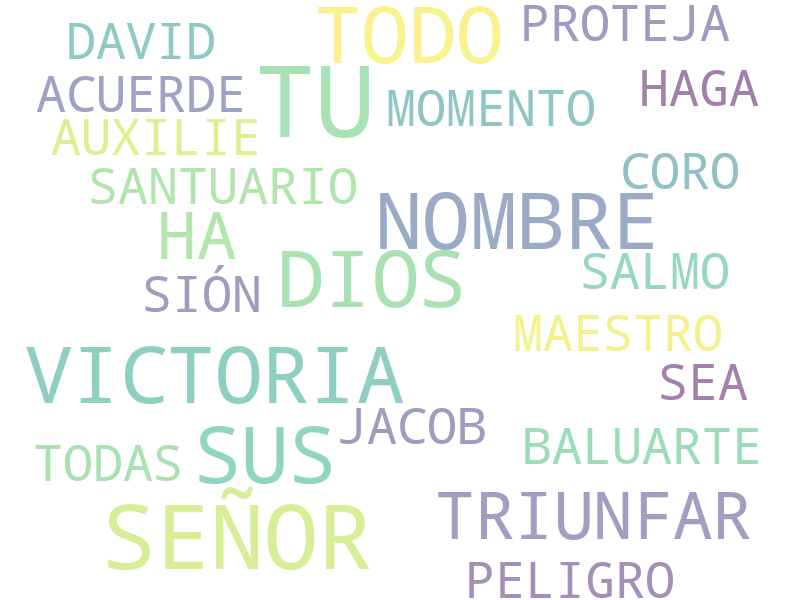 DAVID
TODO
PROTEJA
ACUERDE
TU
MOMENTO
HAGA
AUXILIE
SANTUARIO
CORO
HA
NOMBRE
SIÓN
DIOS
SALMO
MAESTRO
VICTORIA
SEA
JACOB
TODAS
SUS
BALUARTE
SEÑOR
TRIUNFAR
PELIGRO